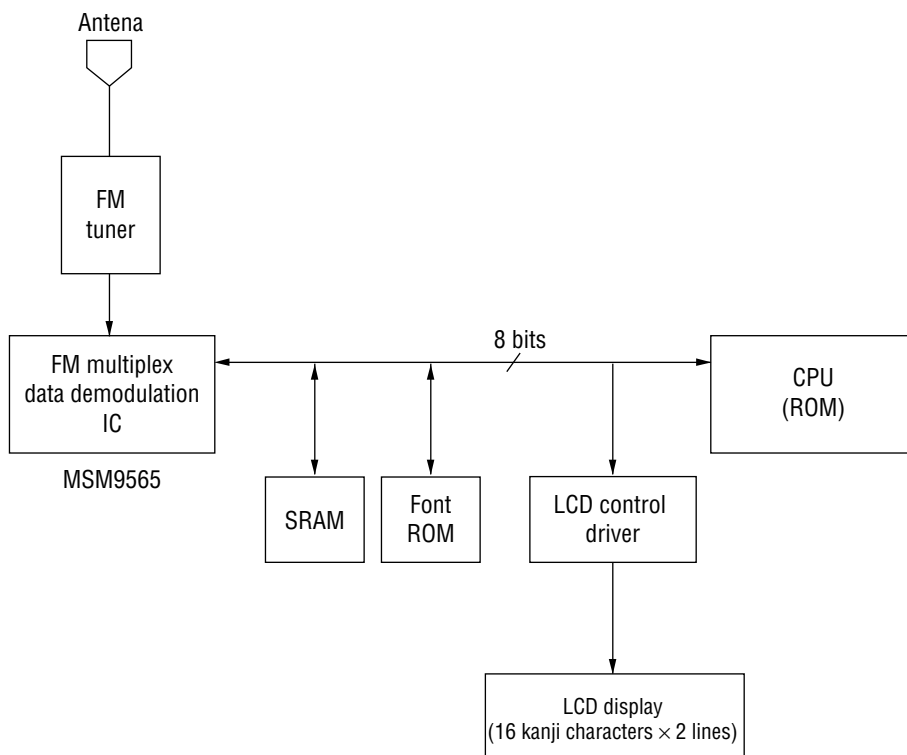 Antena
FM
tuner
8 bits
FM multiplex
data demodulation
IC
CPU
(ROM)
MSM9565
SRAM
Font
ROM
LCD control
driver
LCD display
(16 kanji characters × 2 lines)